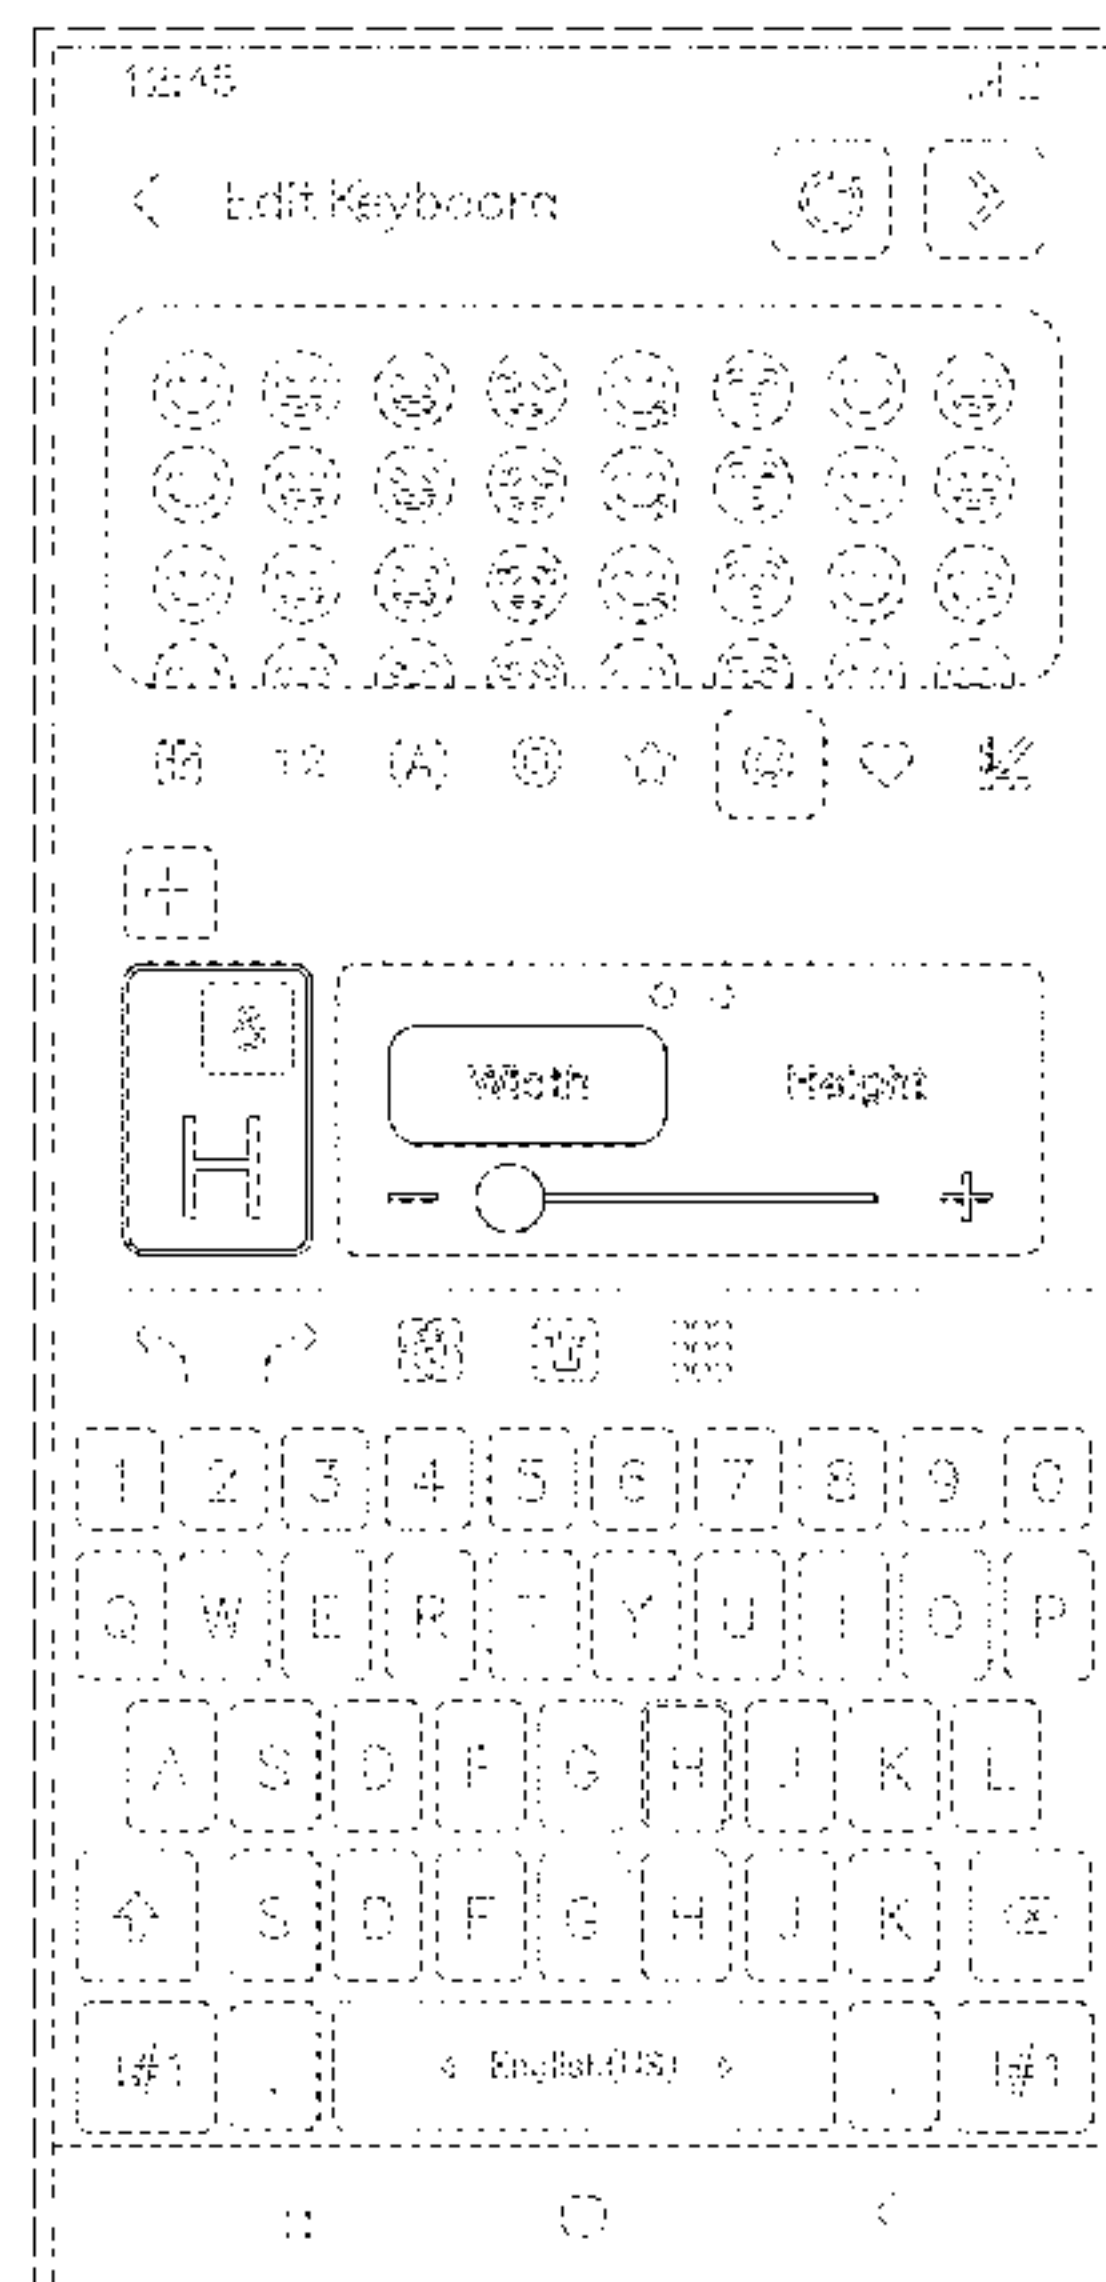 12:45
Edit Keyboard
12 (A)
&
H
Width Height
1 2 3 4 5 6 7 8 9 0
Q W E R T Y U I O P
A S D F G H J K L
S D F G H J K
!#1 , English(US) . !#1